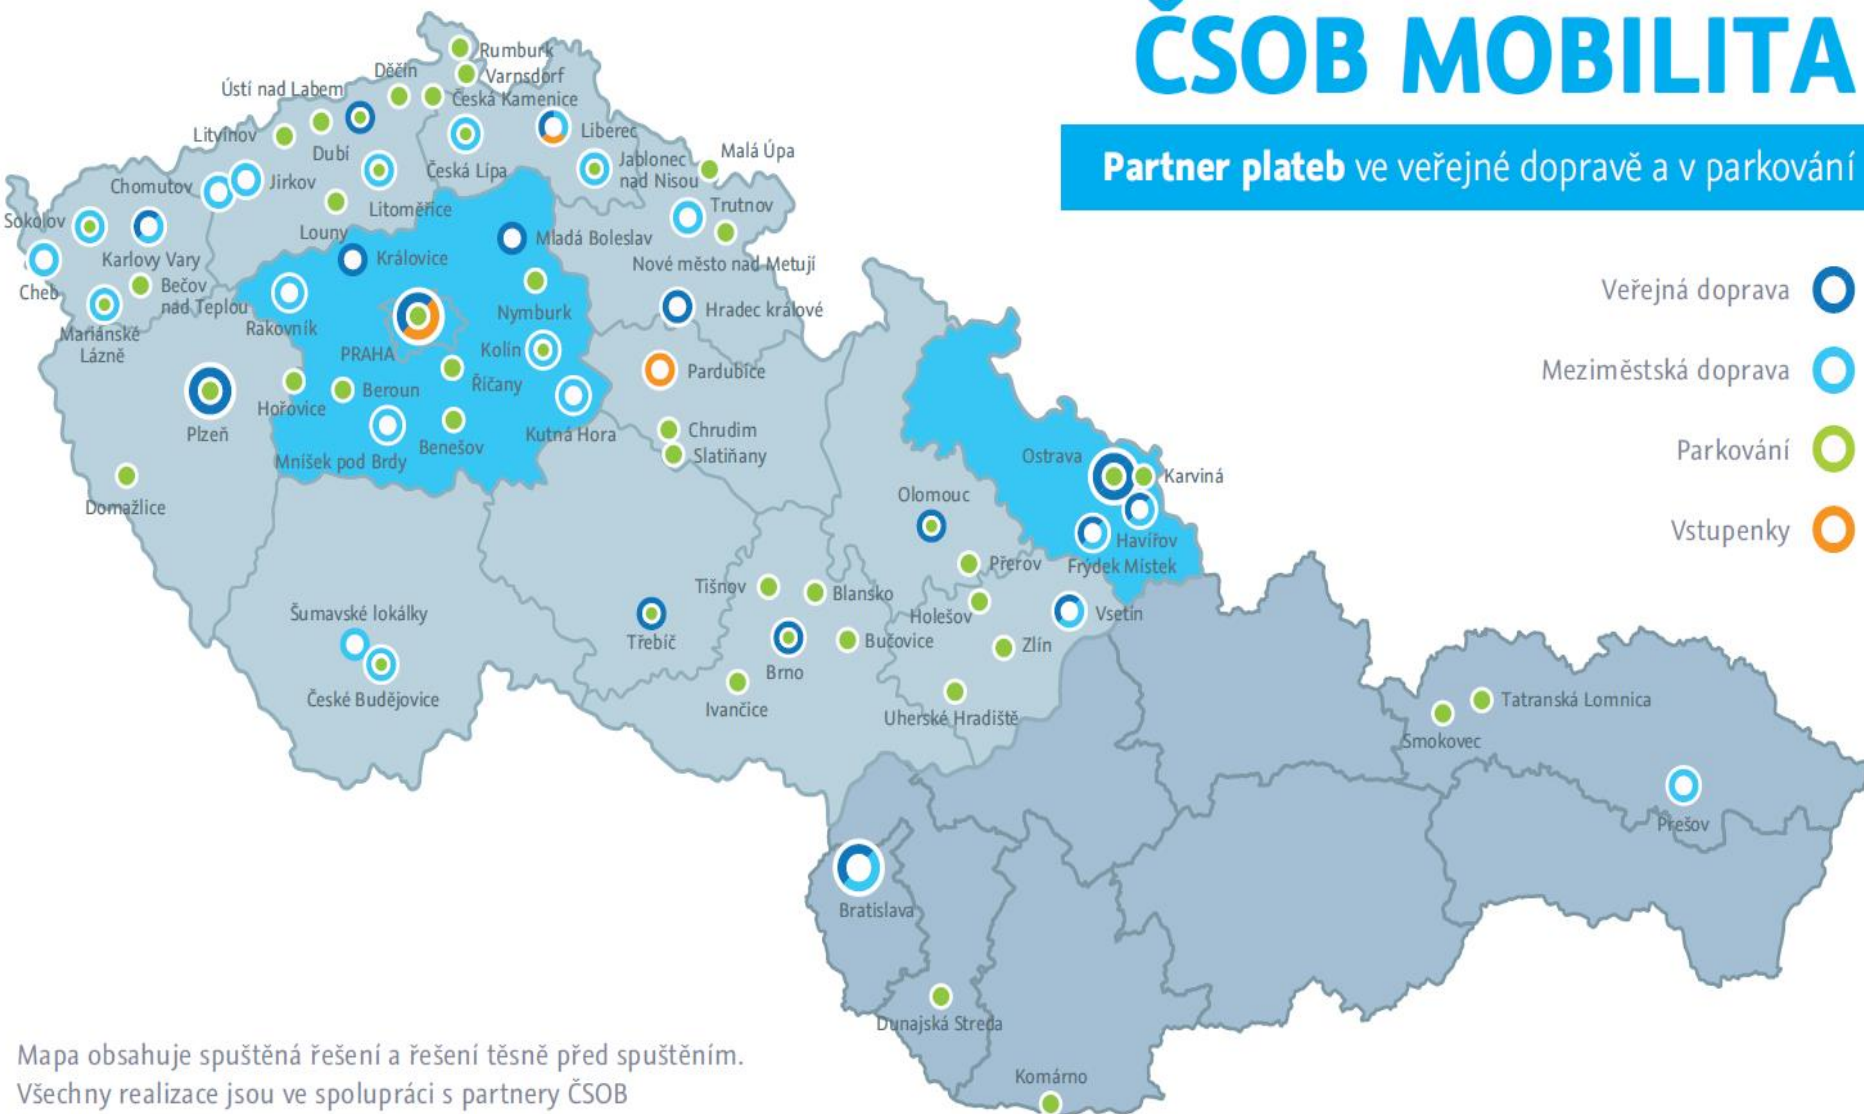 ČSOB MOBILITA
Partner plateb ve veřejné dopravě a v parkování
Veřejná doprava
Meziměstská doprava
Parkování
Vstupenky
Rumburk
Varnsdorf
Děčín
Česká Kamenice
Ústí nad Labem
Litvínov
Dubí
Liberec
Česká Lípa
Jablonec
nad Nisou
Malá Úpa
Chomutov
Jirkov
Litoměřice
Trutnov
Sokolov
Louny
Karlovy Vary
Královice
Mladá Boleslav
Nové město nad Metují
Cheb
Bečov
nad Teplou
Mariánské
Lázně
Rakovník
Nymburk
Hradec králové
PRAHA
Kolín
Pardubice
Říčany
Hořovice
Beroun
Plzeň
Benešov
Kutná Hora
Chrudim
Slatiňany
Mníšek pod Brdy
Domažlice
Ostrava
Karviná
Olomouc
Havířov
Frýdek Místek
Přerov
Tišnov
Blansko
Holešov
Vsetín
Šumavské lokálky
Třebíč
Bučovice
Zlín
Brno
České Budějovice
Ivančice
Uherské Hradiště
Tatranská Lomnica
Smokovec
Prešov
Bratislava
Dunajská Streda
Komárno
Mapa obsahuje spuštěná řešení a řešení těsně před spuštěním.
Všechny realizace jsou ve spolupráci s partnery ČSOB